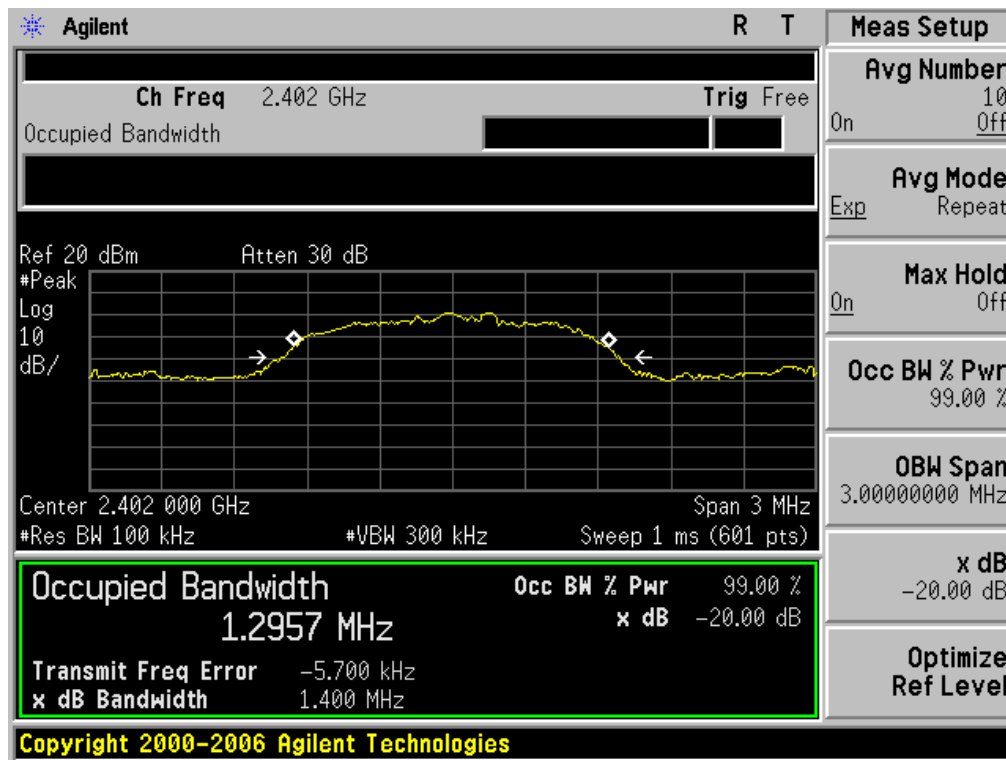 Agilent R T Meas Setup
Ch Freq 2.402 GHz Trig Free
Occupied Bandwidth
Avg Number
10
On Off
Avg Mode
Exp Repeat
Max Hold
On Off
Occ BW % Pwr
99.00 %
OBW Span
3.00000000 MHz
x dB
-20.00 dB
Optimize
Ref Level
Ref 20 dBm Atten 30 dB
#Peak
Log
10
dB/
Center 2.402 000 GHz Span 3 MHz
#Res BW 100 kHz #VBW 300 kHz Sweep 1 ms (601 pts)
Occupied Bandwidth Occ BW % Pwr 99.00 %
1.2957 MHz x dB -20.00 dB
Transmit Freq Error -5.700 kHz
x dB Bandwidth 1.400 MHz
Copyright 2000-2006 Agilent Technologies